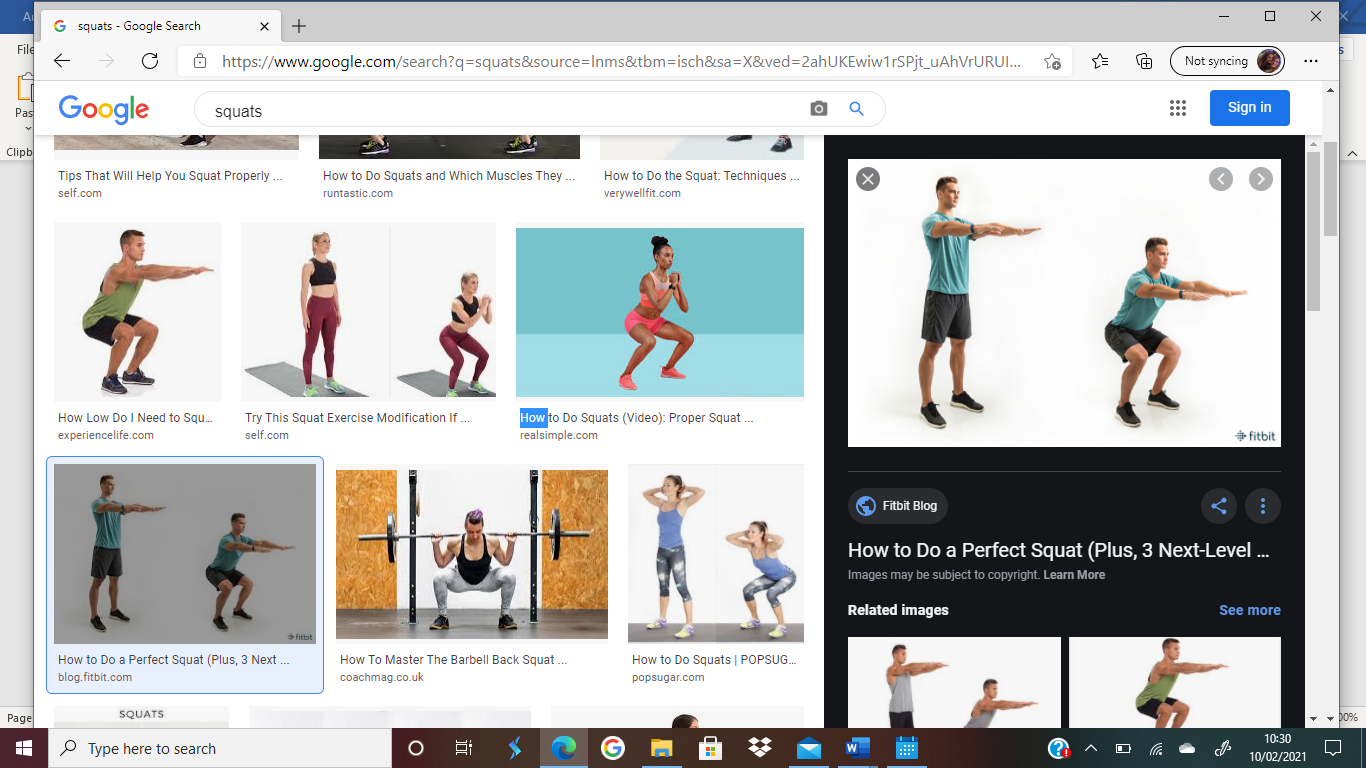 squats - Google Search
File
https://www.google.com/search?q=squats&source=lnms&tbm=isch&sa=X&ved=2ahUKEwiw1rSPjt_uAhVrURUI...
Not syncing
Google
squats
Sign in
Clipb
Tips That Will Help You Squat Properly ...
self.com
How to Do Squats and Which Muscles They ...
runtastic.com
How to Do the Squat: Techniques ...
verywellfit.com
How Low Do I Need to Squ...
experiencelife.com
Try This Squat Exercise Modification If ...
self.com
How to Do Squats (Video): Proper Squat ...
realsimple.com
fitbit
How to Do a Perfect Squat (Plus, 3 Next ...
blog.fitbit.com
How To Master The Barbell Back Squat ...
coachmag.co.uk
How to Do Squats | POPSUG...
popsugar.com
SQUATS
fitbit
Fitbit Blog
How to Do a Perfect Squat (Plus, 3 Next-Level ...
Images may be subject to copyright. Learn More
Related images
See more
Page
00%
Type here to search
10:30
10/02/2021